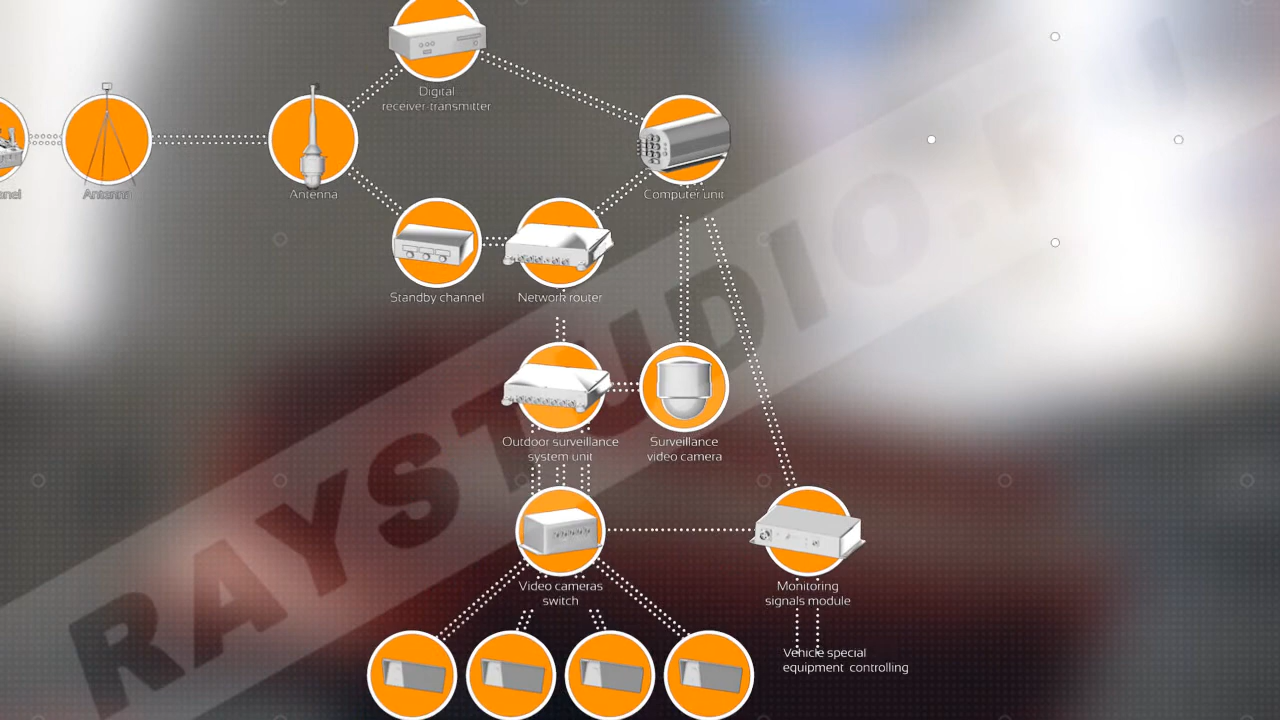 Digital
receiver-transmitter
nel
Antenna
Antenna
Computer unit
Standby channel
Network router
Outdoor surveillance
system unit
Surveillance
video camera
Video cameras
switch
Monitoring
signals module
Vehicle special
equipment controlling
RAYSTUDIO